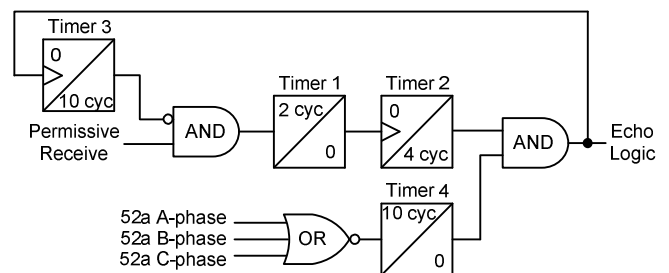 Timer 3
0
10 cyc
Permissive
Receive
AND
Timer 1
2 cyc
0
Timer 2
0
4 cyc
AND
Echo
Logic
52a A-phase
52a B-phase
52a C-phase
OR
Timer 4
10 cyc
0